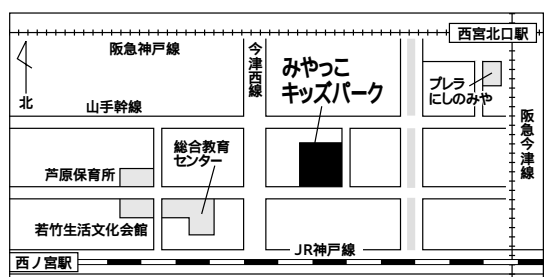 西宮北口駅
阪急神戸線
今津西線
みやっこ
キッズパーク
プレラ
にしのみや
北
山手幹線
阪急今津線
総合教育
センター
芦原保育所
若竹生活文化会館
JR神戸線
西ノ宮駅